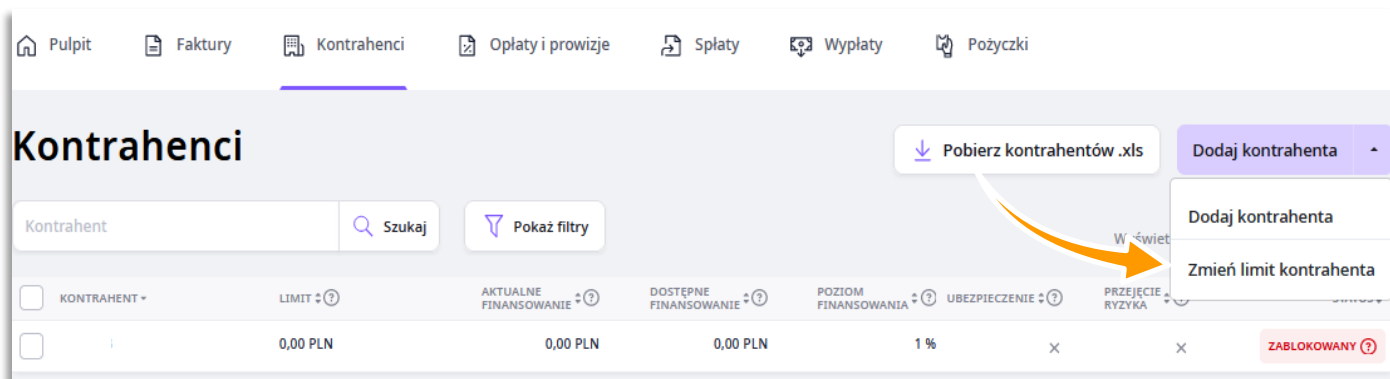 Pulpit Faktury Kontrahenci Opłaty i prowizje Spłaty Wypłaty Pożyczki
Kontrahenci
Pobierz kontrahentów .xls
Dodaj kontrahenta
Kontrahent
Szukaj
Pokaż filtry
Dodaj kontrahenta
Zmień limit kontrahenta
KONTRAHENT LIMIT AKTUALNE FINANSOWANIE DOSTĘPNE FINANSOWANIE POZIOM FINANSOWANIA UBEZPIECZENIE PRZEJĘCIE RYZYKA
0,00 PLN 0,00 PLN 0,00 PLN 1 % ZABLOKOWANY